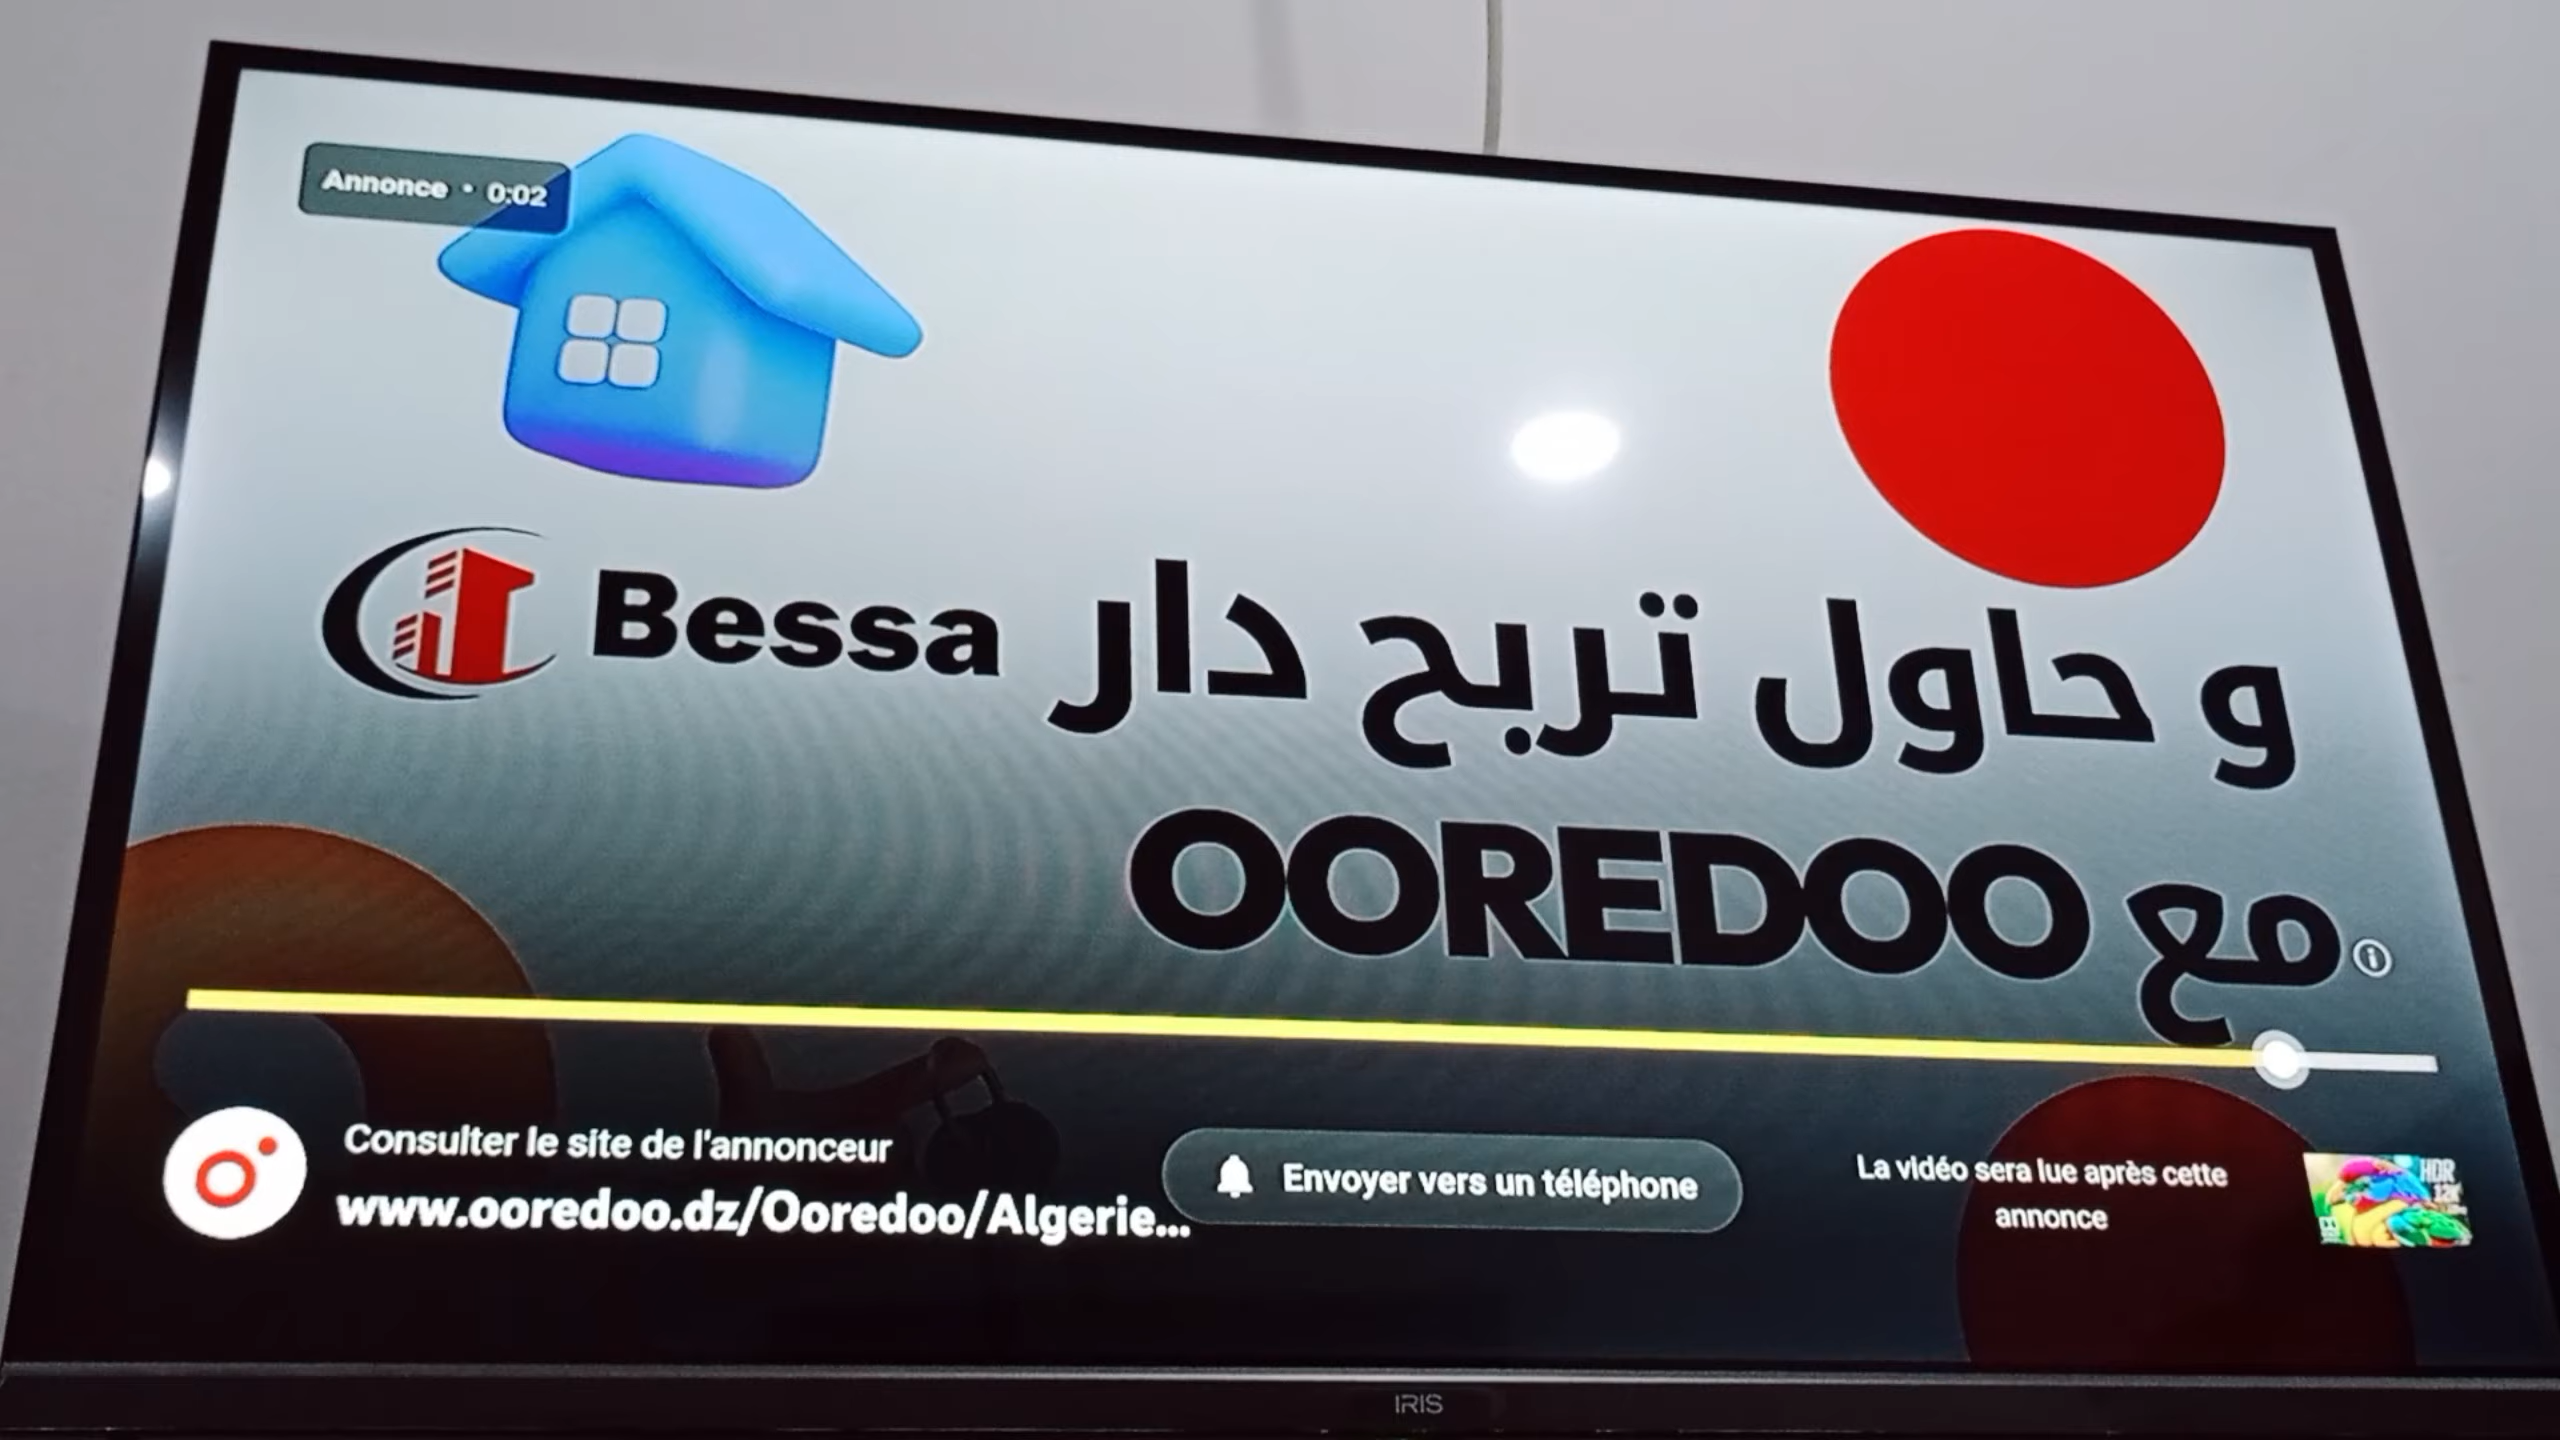 Annonce • 0:02
و حاول تربح دار Bessa
مع OOREDOO
Consulter le site de l'annonceur
www.ooredoo.dz/Ooredoo/Algerie...
Envoyer vers un téléphone
La vidéo sera lue après cette
annonce
HDR
12K
IRIS